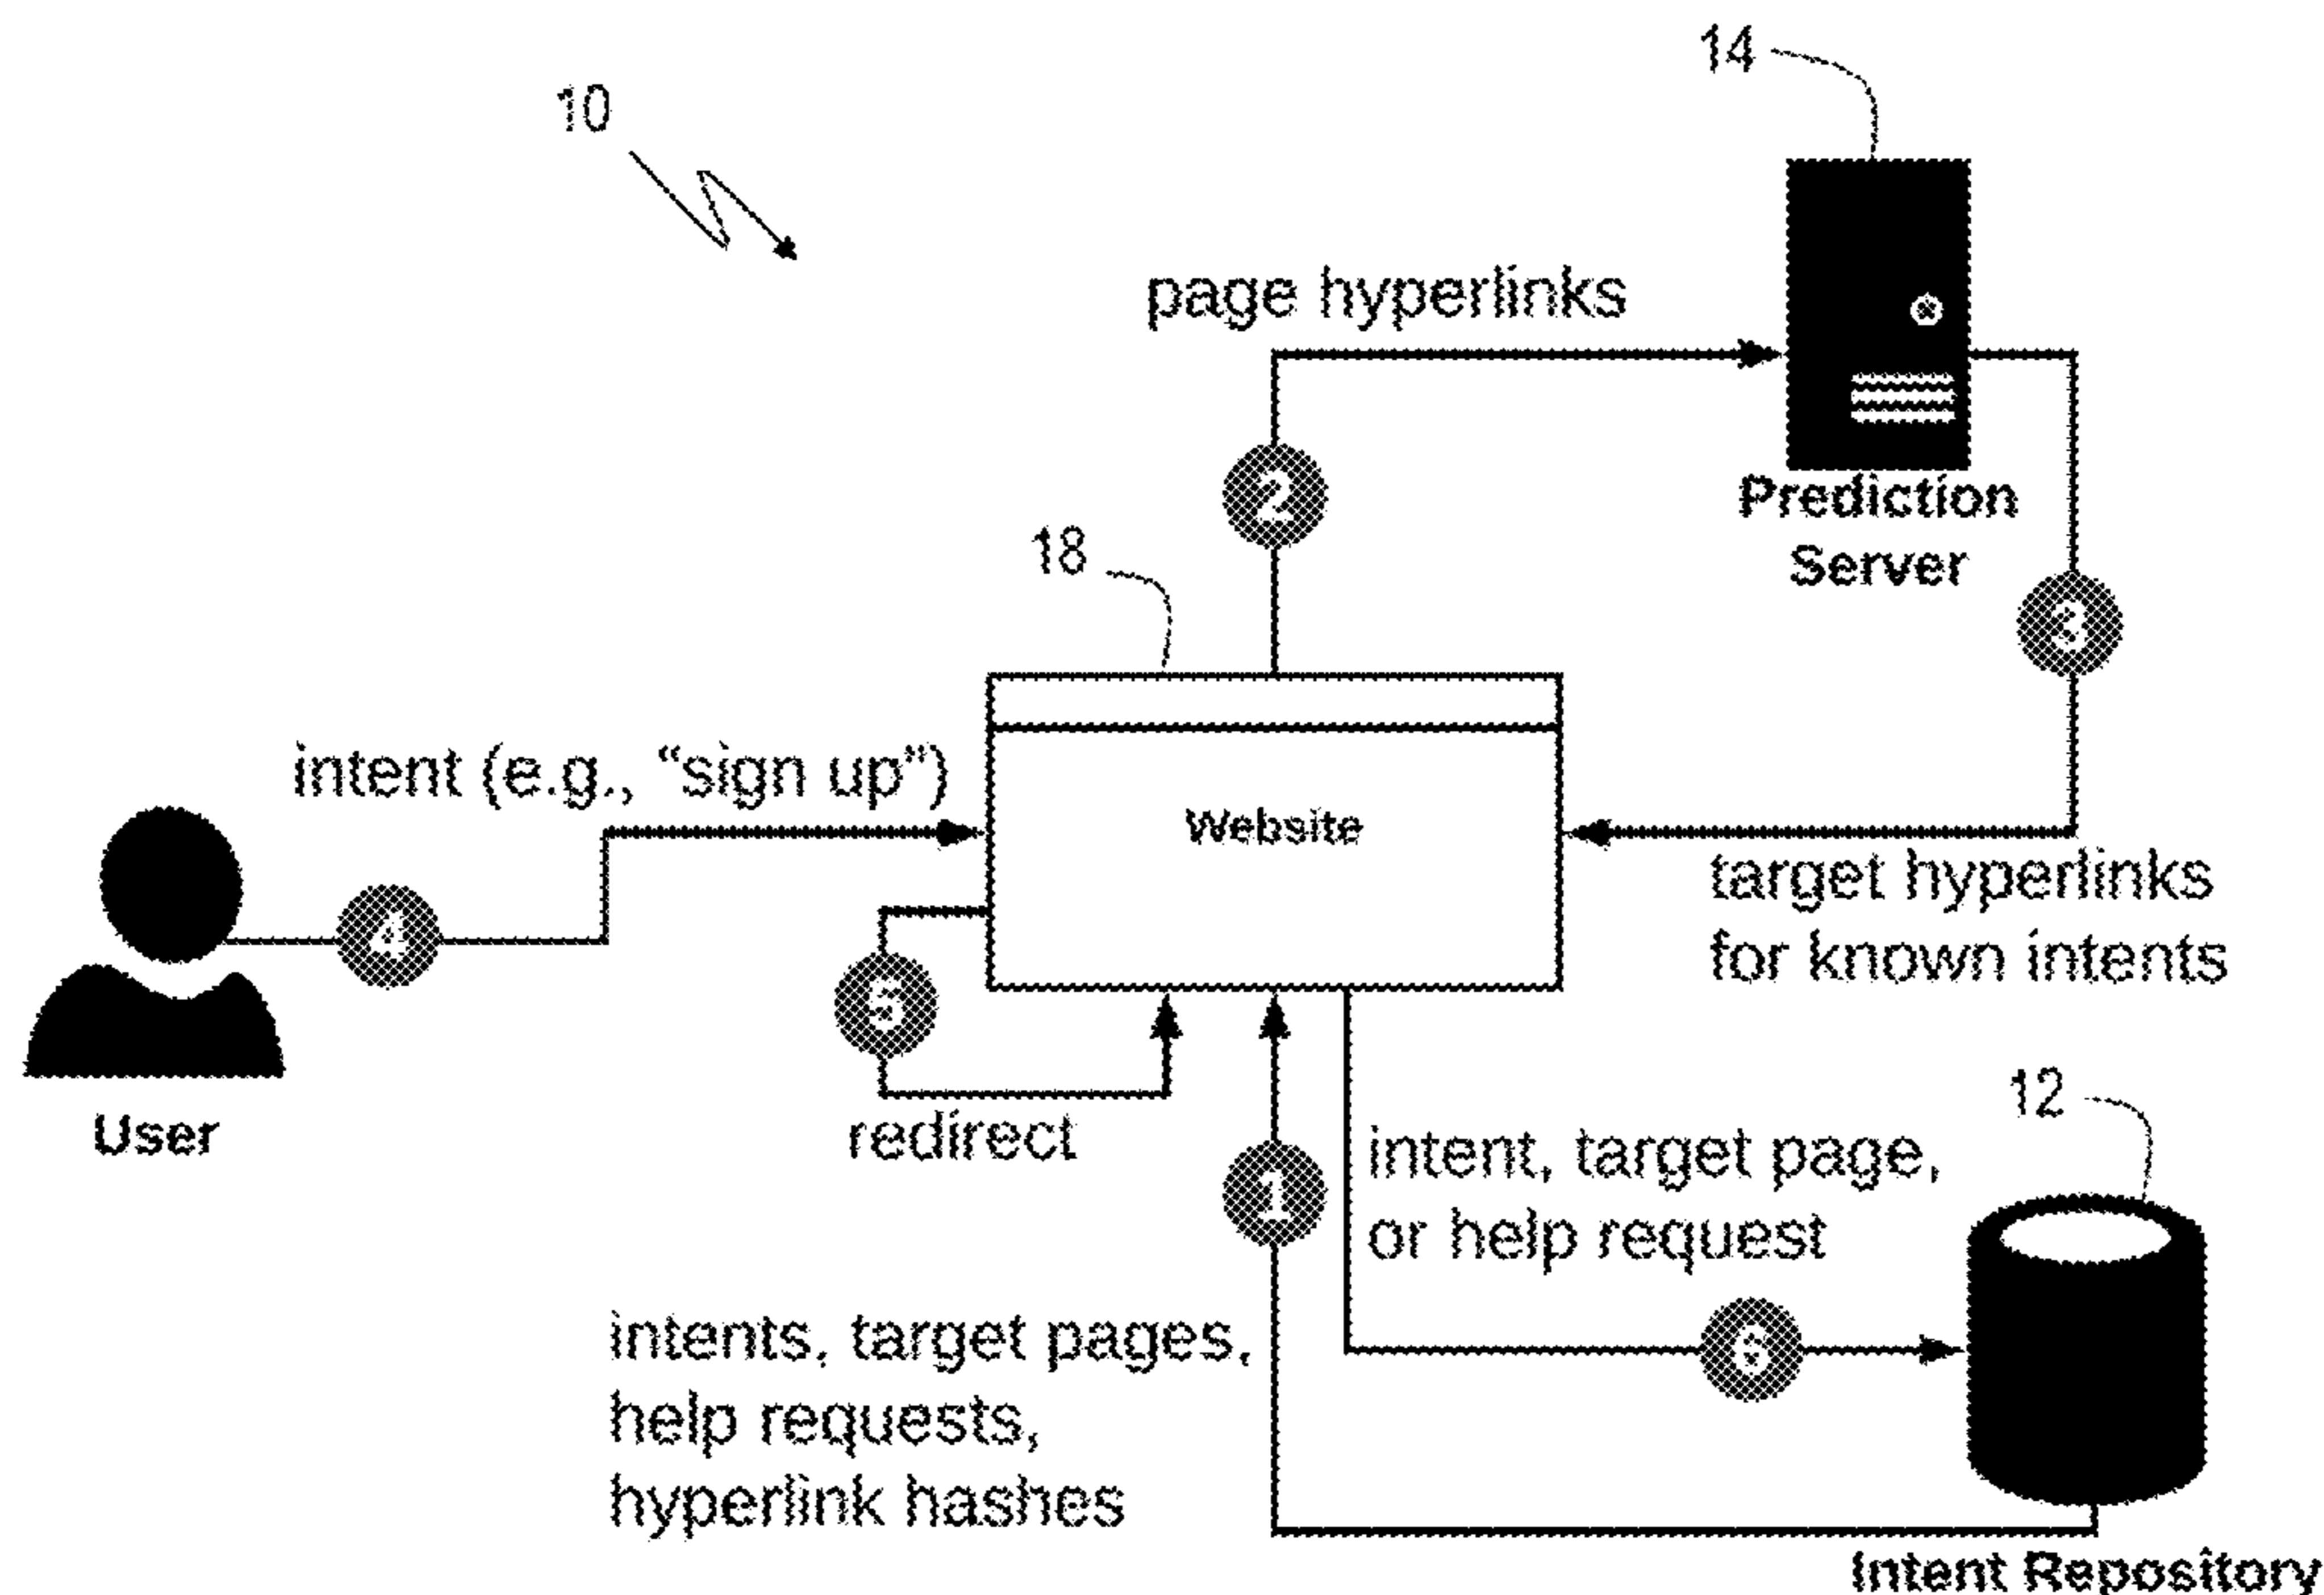 14
10
page hyperlinks
2
Prediction
Server
18
3
intent (e.g., “sign up”)
Website
target hyperlinks
for known intents
4
5
User
redirect
12
1
intent, target page,
or help request
intents, target pages,
help requests,
hyperlink hashes
6
Intent Repository